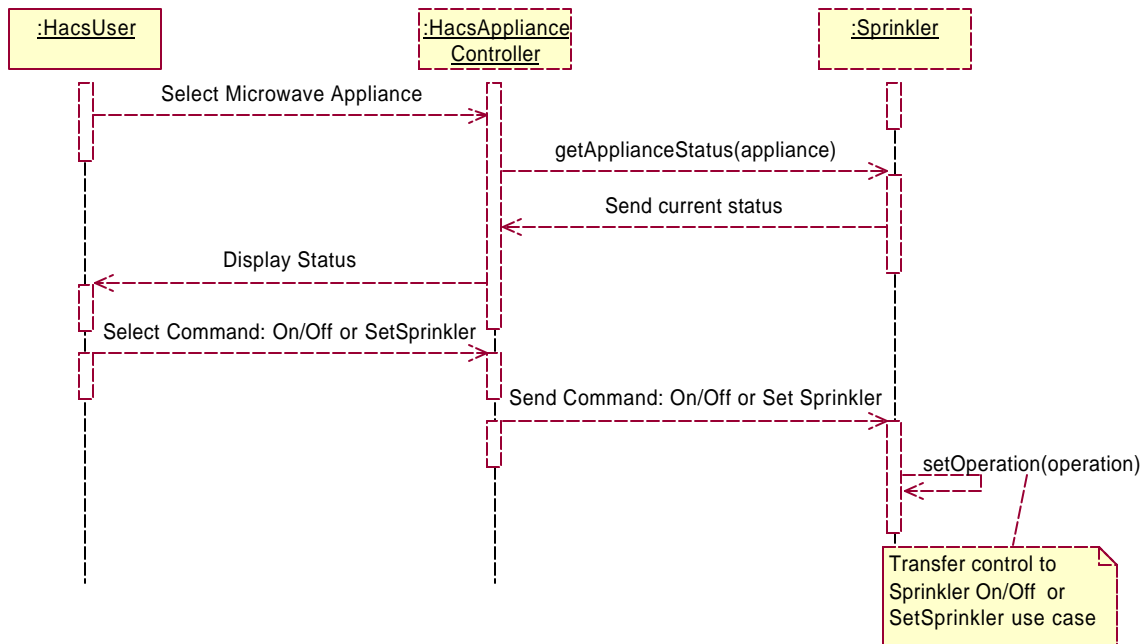 :HacsUser
:HacsAppliance
Controller
:Sprinkler
Select Microwave Appliance
getApplianceStatus(appliance)
Send current status
Display Status
Select Command: On/Off or SetSprinkler
Send Command: On/Off or Set Sprinkler
setOperation(operation)
Transfer control to
Sprinkler On/Off or
SetSprinkler use case